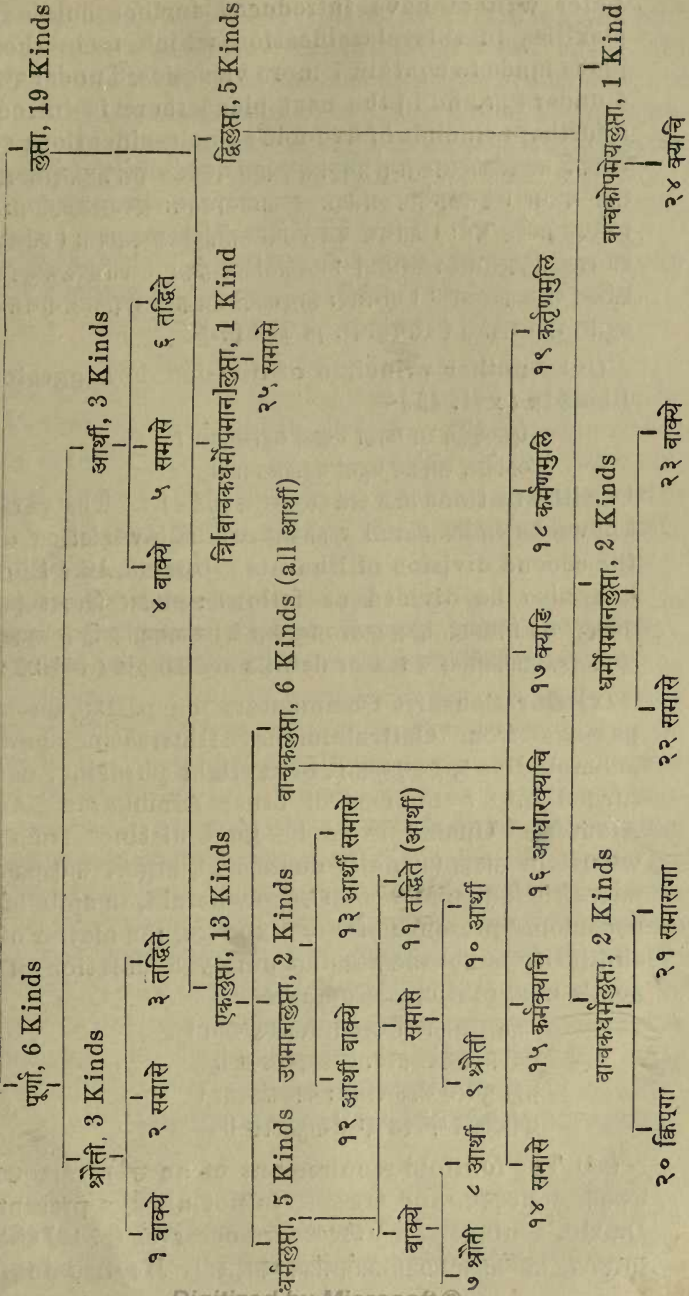 पूर्णा, 6 Kinds
लुप्ता, 19 Kinds
श्रौती, 3 Kinds
आर्थी, 3 Kinds
१ वाक्ये २ समासे ३ तद्धिते
४ वाक्ये ५ समासे ६ तद्धिते
एकलुप्ता, 13 Kinds
त्रि[वाचकधर्मोपमान]लुप्ता, 1 Kind
द्विलुप्ता, 5 Kinds
२५ समासे
धर्मलुप्ता, 5 Kinds उपमानलुप्ता, 2 Kinds वाचकलुप्ता, 6 Kinds (all आर्थी)
१२ आर्थी वाक्ये १३ आर्थी समासे
वाक्ये समासे ११ तद्धिते (आर्थी)
७ श्रौती ८ आर्थी ९ श्रौती १० आर्थी
१४ समासे १५ कर्मक्यचि १६ आधारक्यचि १७ क्यङि १८ कर्मणमुलि १९ कर्तृणमुलि
वाचकधर्मलुप्ता, 2 Kinds धर्मोपमानलुप्ता, 2 Kinds वाचकोपमेयलुप्ता, 1 Kind
२० क्विपगा २१ समासगा २२ समासे २३ वाक्ये २४ क्यचि